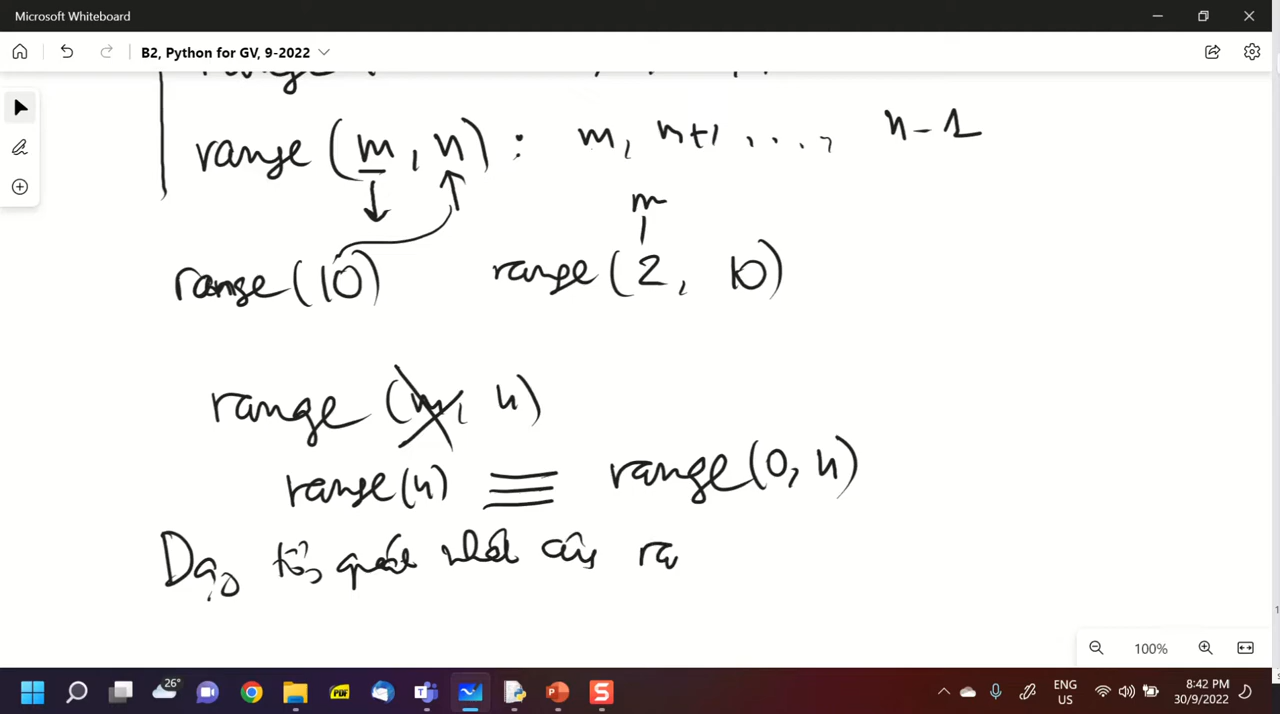 Microsoft Whiteboard
B2, Python for GV, 9-2022
range (m, n) : m, n+1 ..., n-1
m
range(10) range(2, 10)
range (m, n)
range(n) ≡ range(0, n)
Dạng tổng quát nhất của ra
100%
26°
ENG
US
8:42 PM
30/9/2022